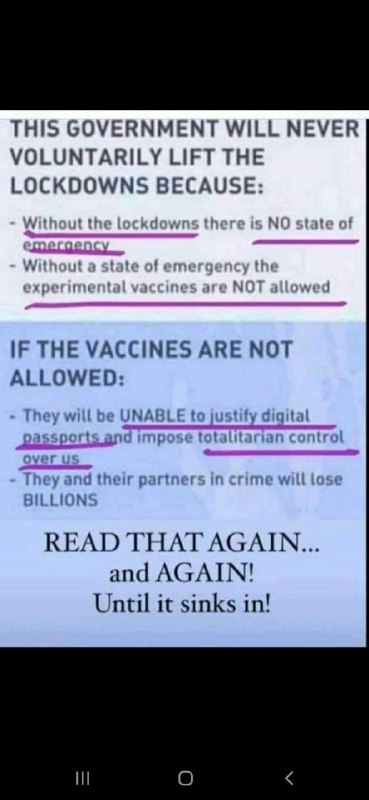 THIS GOVERNMENT WILL NEVER
VOLUNTARILY LIFT THE
LOCKDOWNS BECAUSE:
- Without the lockdowns there is NO state of
emergency
- Without a state of emergency the
experimental vaccines are NOT allowed
IF THE VACCINES ARE NOT
ALLOWED:
- They will be UNABLE to justify digital
passports and impose totalitarian control
over us
- They and their partners in crime will lose
BILLIONS
READ THAT AGAIN...
and AGAIN!
Until it sinks in!